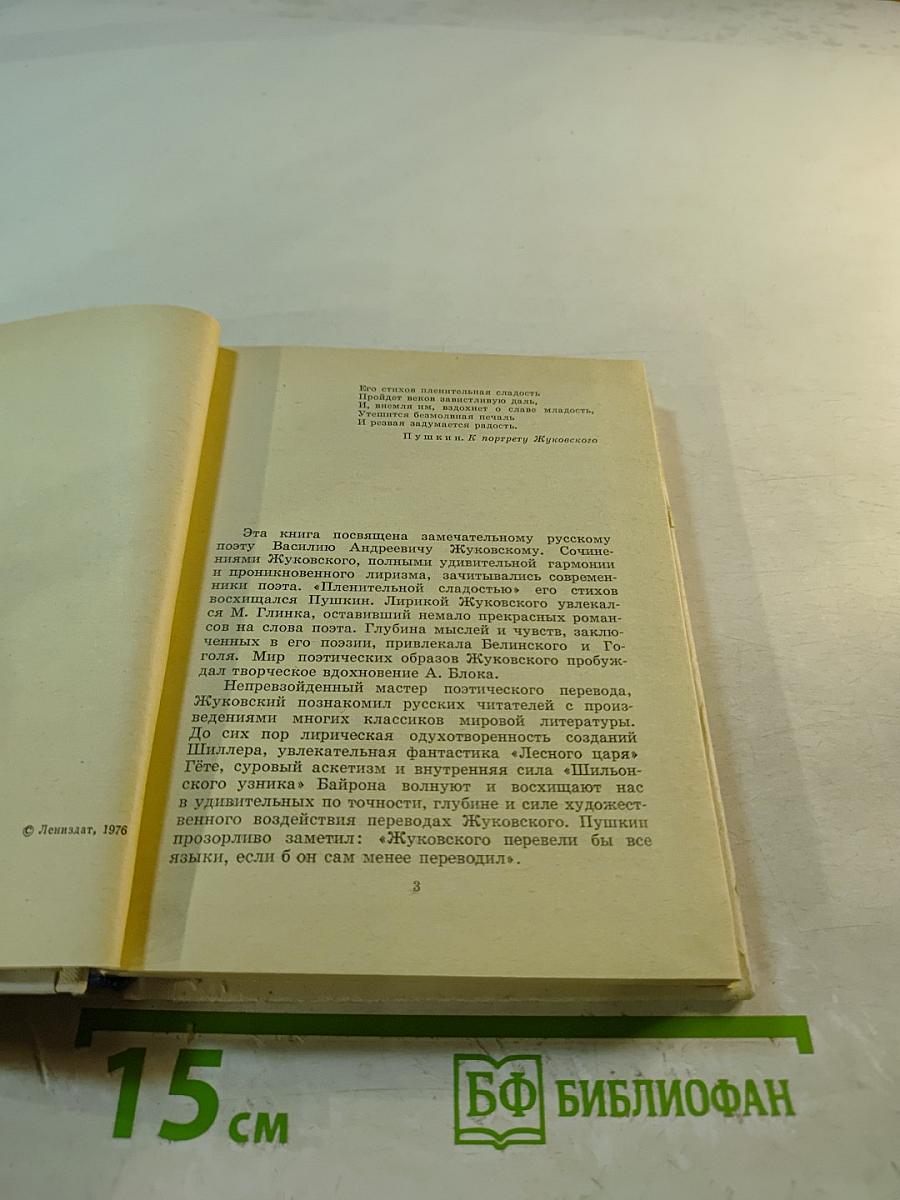 © Лениздат, 1976
Его стихов пленительная сладость
Пройдет веков завистливую даль,
И, внемля им, вздохнет о славе младость,
Утешится безмолвная печаль
И резвая задумается радость.
Пушкин. К портрету Жуковского
Эта книга посвящена замечательному русскому
поэту Василию Андреевичу Жуковскому. Сочине-
ниями Жуковского, полными удивительной гармонии
и проникновенного лиризма, зачитывались современ-
ники поэта. «Пленительной сладостью» его стихов
восхищался Пушкин. Лирикой Жуковского увлекал-
ся М. Глинка, оставивший немало прекрасных роман-
сов на слова поэта. Глубина мыслей и чувств, заклю-
ченных в его поэзии, привлекала Белинского и Го-
голя. Мир поэтических образов Жуковского пробуж-
дал творческое вдохновение А. Блока.
Непревзойденный мастер поэтического перевода,
Жуковский познакомил русских читателей с произ-
ведениями многих классиков мировой литературы.
До сих пор лирическая одухотворенность созданий
Шиллера, увлекательная фантастика «Лесного царя»
Гёте, суровый аскетизм и внутренняя сила «Шильон-
ского узника» Байрона волнуют и восхищают нас
в удивительных по точности, глубине и силе художест-
венного воздействия переводах Жуковского. Пушкин
прозорливо заметил: «Жуковского перевели бы все
языки, если б он сам менее переводил».
3
15 см
БФ БИБЛИОФАН